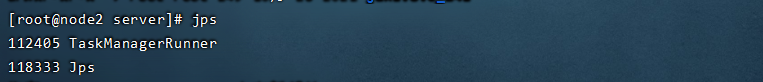 [root@node2 server]# jps
112405 TaskManagerRunner
118333 Jps